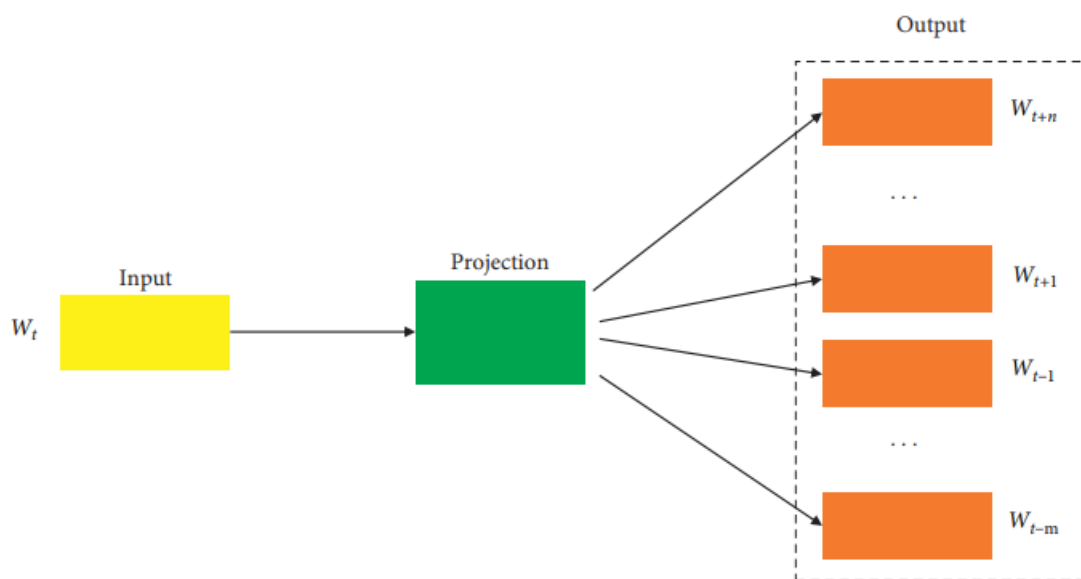 Output
W_{t+n}
...
Projection
W_{t+1}
Input
W_t
W_{t–1}
...
W_{t–m}